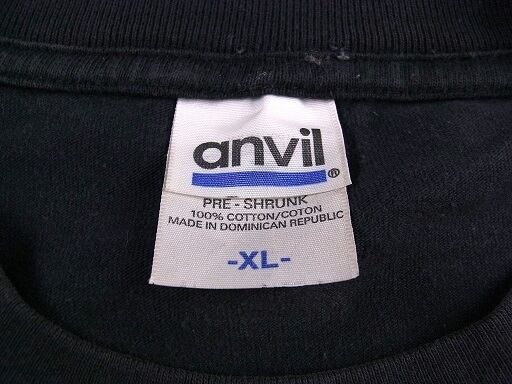 anvil®
PRE-SHRUNK
100% COTTON/COTON
MADE IN DOMINICAN REPUBLIC
-XL-